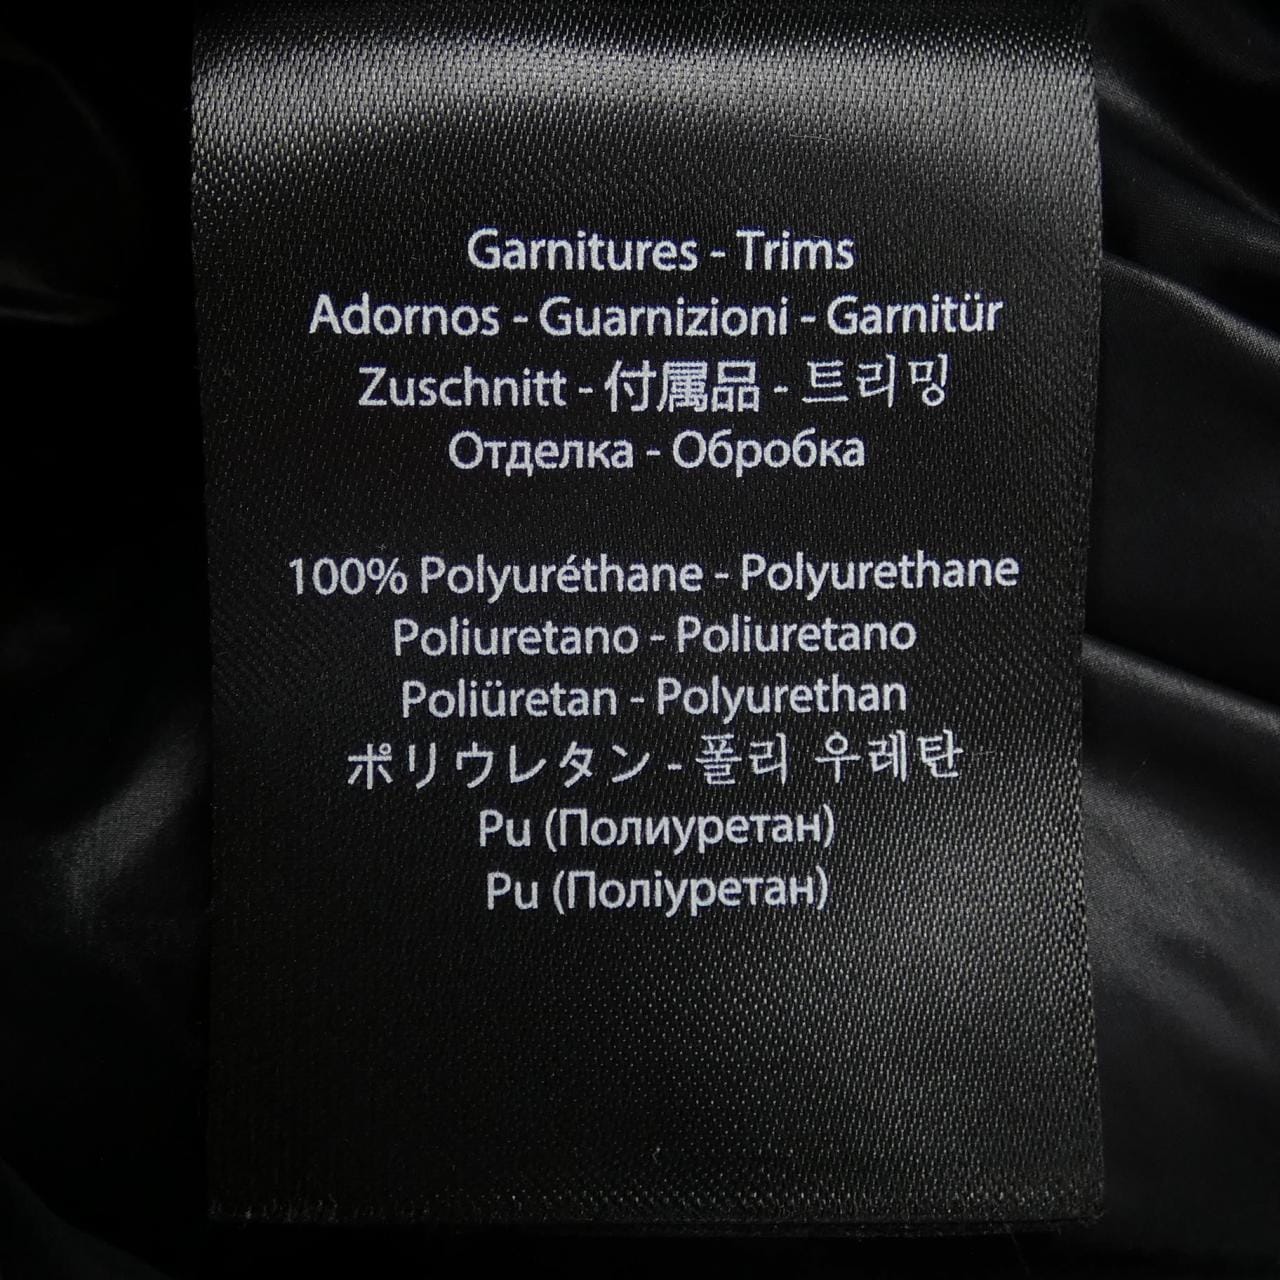 Garnitures - Trims
Adornos - Guarnizioni - Garnitür
Zuschnitt - 付属品 - 트리밍
Отделка - Обробка
100% Polyuréthane - Polyurethane
Poliuretano - Poliuretano
Poliüretan - Polyurethan
ポリウレタン - 폴리 우레탄
Pu (Полиуретан)
Pu (Поліуретан)